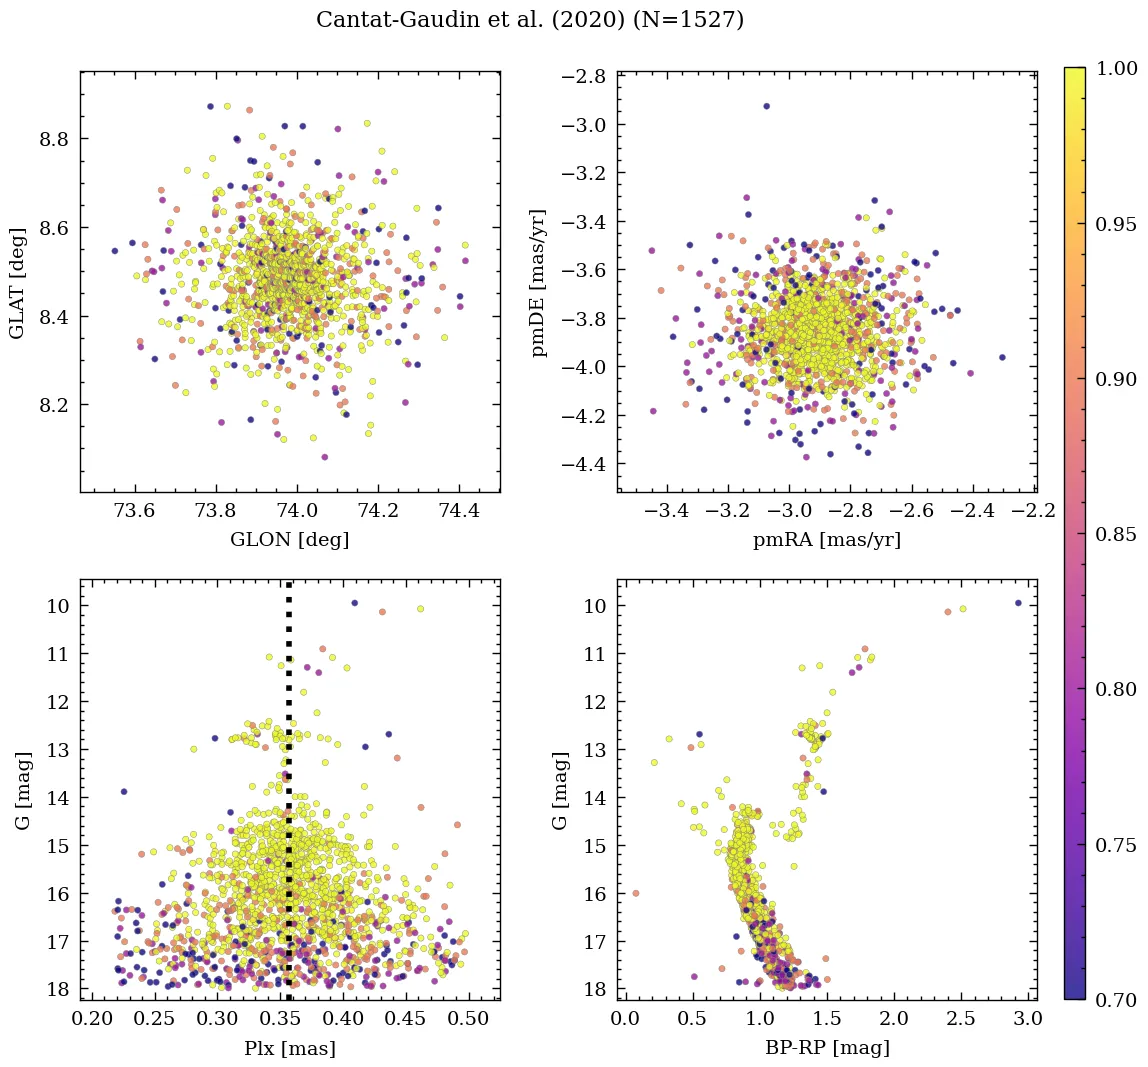 Cantat-Gaudin et al. (2020) (N=1527)
8.8
8.6
8.4
8.2
GLAT [deg]
73.6 73.8 74.0 74.2 74.4
GLON [deg]
−2.8
−3.0
−3.2
−3.4
−3.6
−3.8
−4.0
−4.2
−4.4
pmDE [mas/yr]
−3.4 −3.2 −3.0 −2.8 −2.6 −2.4 −2.2
pmRA [mas/yr]
10
11
12
13
14
15
16
17
18
G [mag]
0.20 0.25 0.30 0.35 0.40 0.45 0.50
Plx [mas]
10
11
12
13
14
15
16
17
18
G [mag]
0.0 0.5 1.0 1.5 2.0 2.5 3.0
BP-RP [mag]
1.00
0.95
0.90
0.85
0.80
0.75
0.70